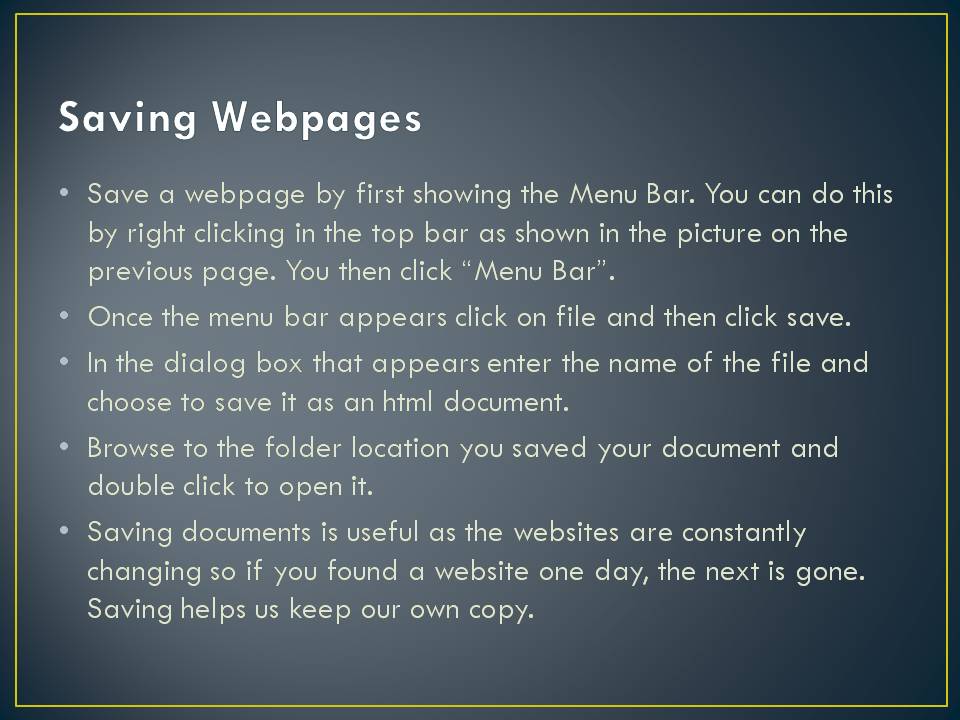 Saving Webpages
• Save a webpage by first showing the Menu Bar. You can do this
by right clicking in the top bar as shown in the picture on the
previous page. You then click “Menu Bar”.
• Once the menu bar appears click on file and then click save.
• In the dialog box that appears enter the name of the file and
choose to save it as an html document.
• Browse to the folder location you saved your document and
double click to open it.
• Saving documents is useful as the websites are constantly
changing so if you found a website one day, the next is gone.
Saving helps us keep our own copy.